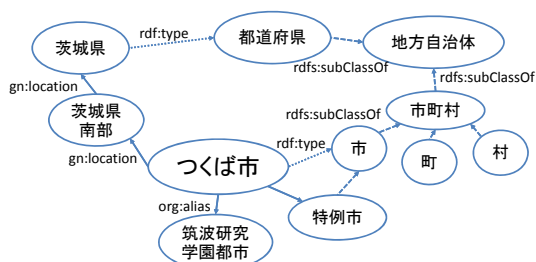 rdf:type
茨城県
都道府県
地方自治体
rdfs:subClassOf
gn:location
rdfs:subClassOf
茨城県
南部
rdfs:subClassOf
市町村
gn:location
rdf:type
つくば市
市
町
村
org:alias
特例市
筑波研究
学園都市